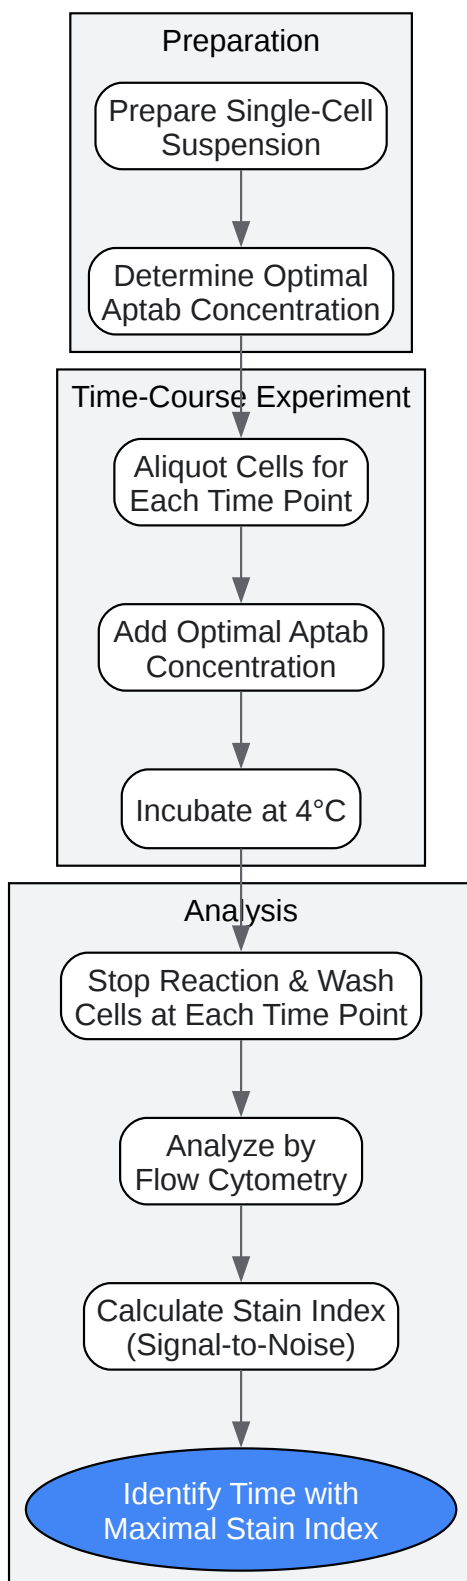 Preparation
Prepare Single-Cell
Suspension
Determine Optimal
Aptab Concentration
Time-Course Experiment
Aliquot Cells for
Each Time Point
Add Optimal Aptab
Concentration
Incubate at 4°C
Analysis
Stop Reaction & Wash
Cells at Each Time Point
Analyze by
Flow Cytometry
Calculate Stain Index
(Signal-to-Noise)
Identify Time with
Maximal Stain Index